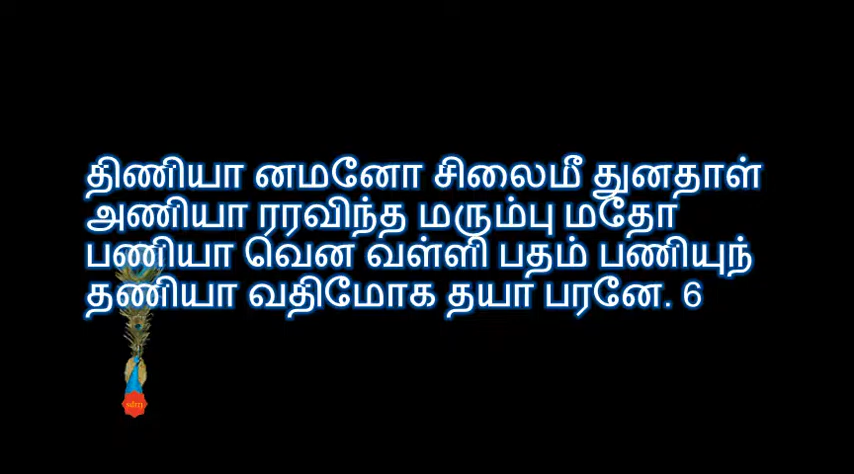 திணியா னமனோ சிலைமீ துனதாள்
அணியா ரரவிந்த மரும்பு மதோ
பணியா வென வள்ளி பதம் பணியுந்
தணியா வதிமோக தயா பரனே. 6